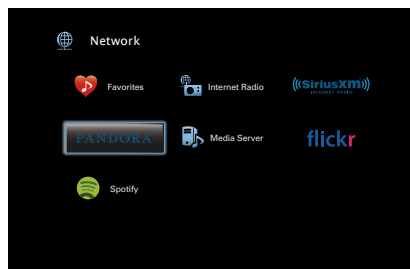 Network
Favorites
Internet Radio
((SiriusXM))
INTERNET RADIO
PANDORA
Media Server
flickr
Spotify